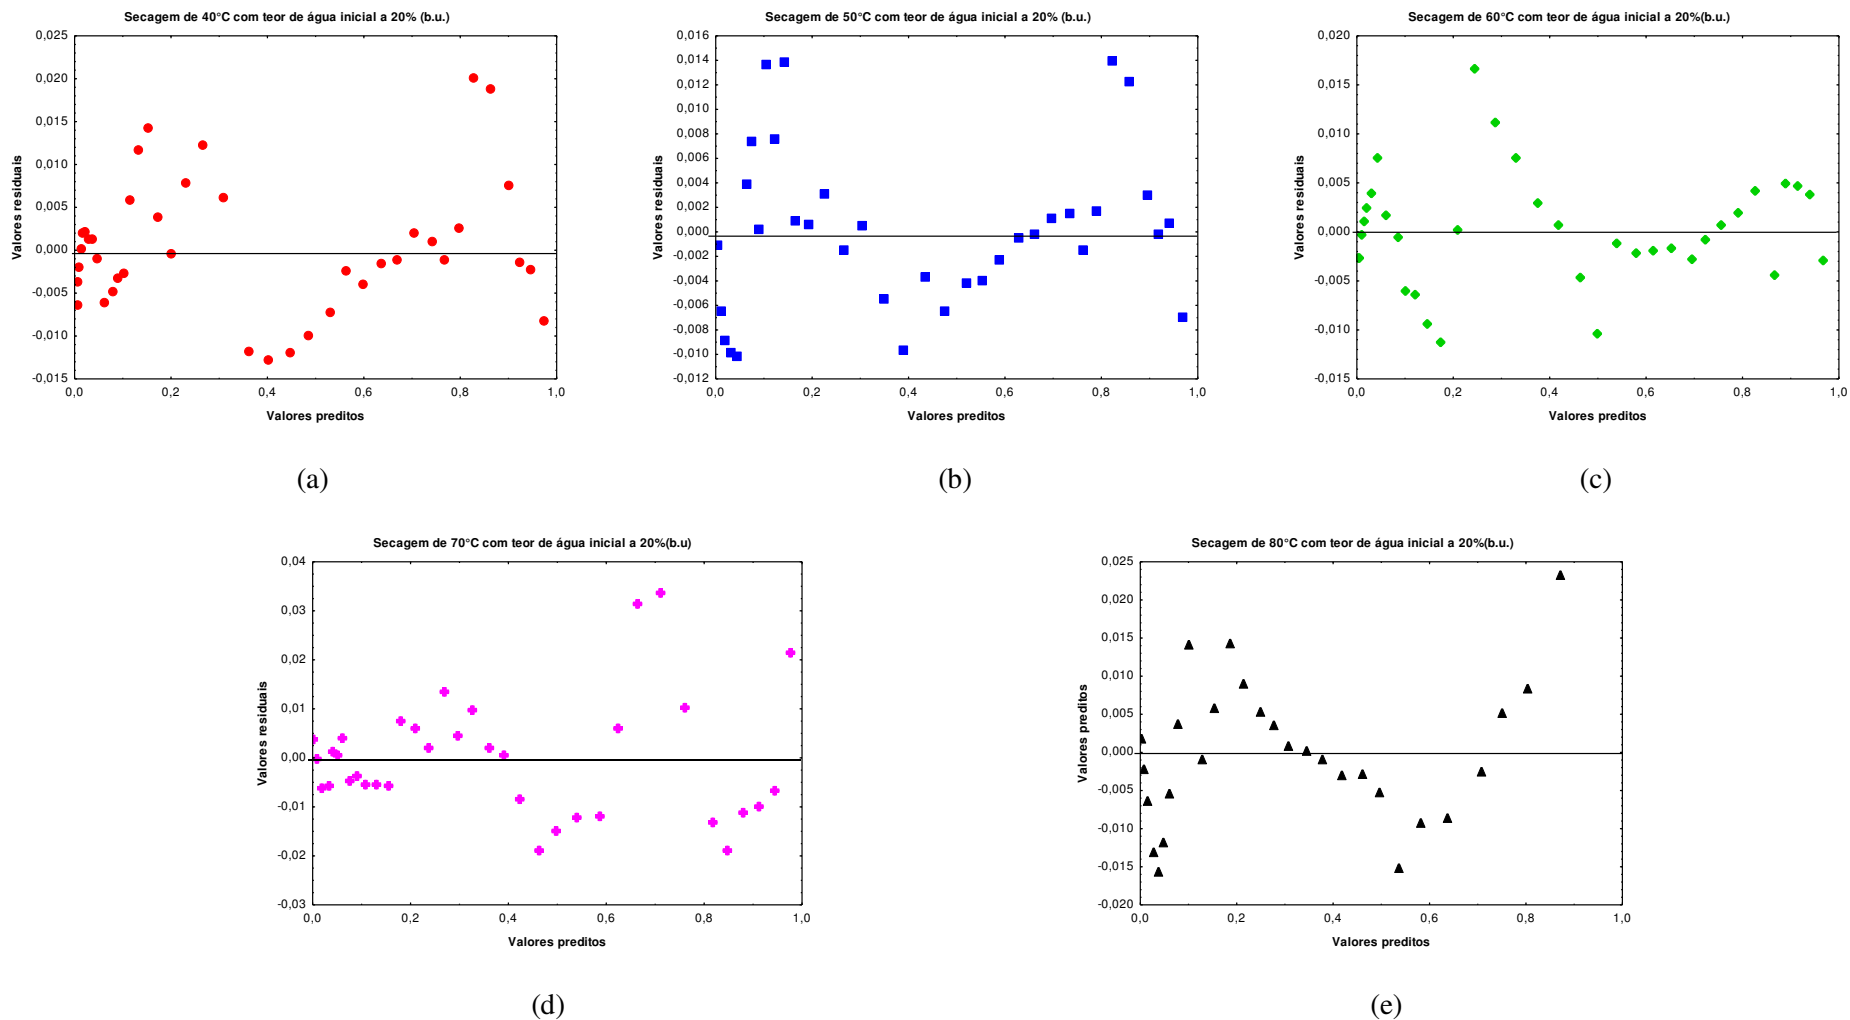 Secagem de 40°C com teor de água inicial a 20% (b.u.)
0,025
0,020
0,015
0,010
0,005
0,000
-0,005
-0,010
-0,015
Valores residuais
0,0 0,2 0,4 0,6 0,8 1,0
Valores preditos
(a)
Secagem de 50°C com teor de água inicial a 20% (b.u.)
0,016
0,014
0,012
0,010
0,008
0,006
0,004
0,002
0,000
-0,002
-0,004
-0,006
-0,008
-0,010
-0,012
Valores residuais
0,0 0,2 0,4 0,6 0,8 1,0
Valores preditos
(b)
Secagem de 60°C com teor de água inicial a 20%(b.u.)
0,020
0,015
0,010
0,005
0,000
-0,005
-0,010
-0,015
Valores residuais
0,0 0,2 0,4 0,6 0,8 1,0
Valores preditos
(c)
Secagem de 70°C com teor de água inicial a 20%(b.u)
0,04
0,03
0,02
0,01
0,00
-0,01
-0,02
-0,03
Valores residuais
0,0 0,2 0,4 0,6 0,8 1,0
Valores preditos
(d)
Secagem de 80°C com teor de água inicial a 20%(b.u.)
0,025
0,020
0,015
0,010
0,005
0,000
-0,005
-0,010
-0,015
-0,020
Valores preditos
0,0 0,2 0,4 0,6 0,8 1,0
Valores preditos
(e)